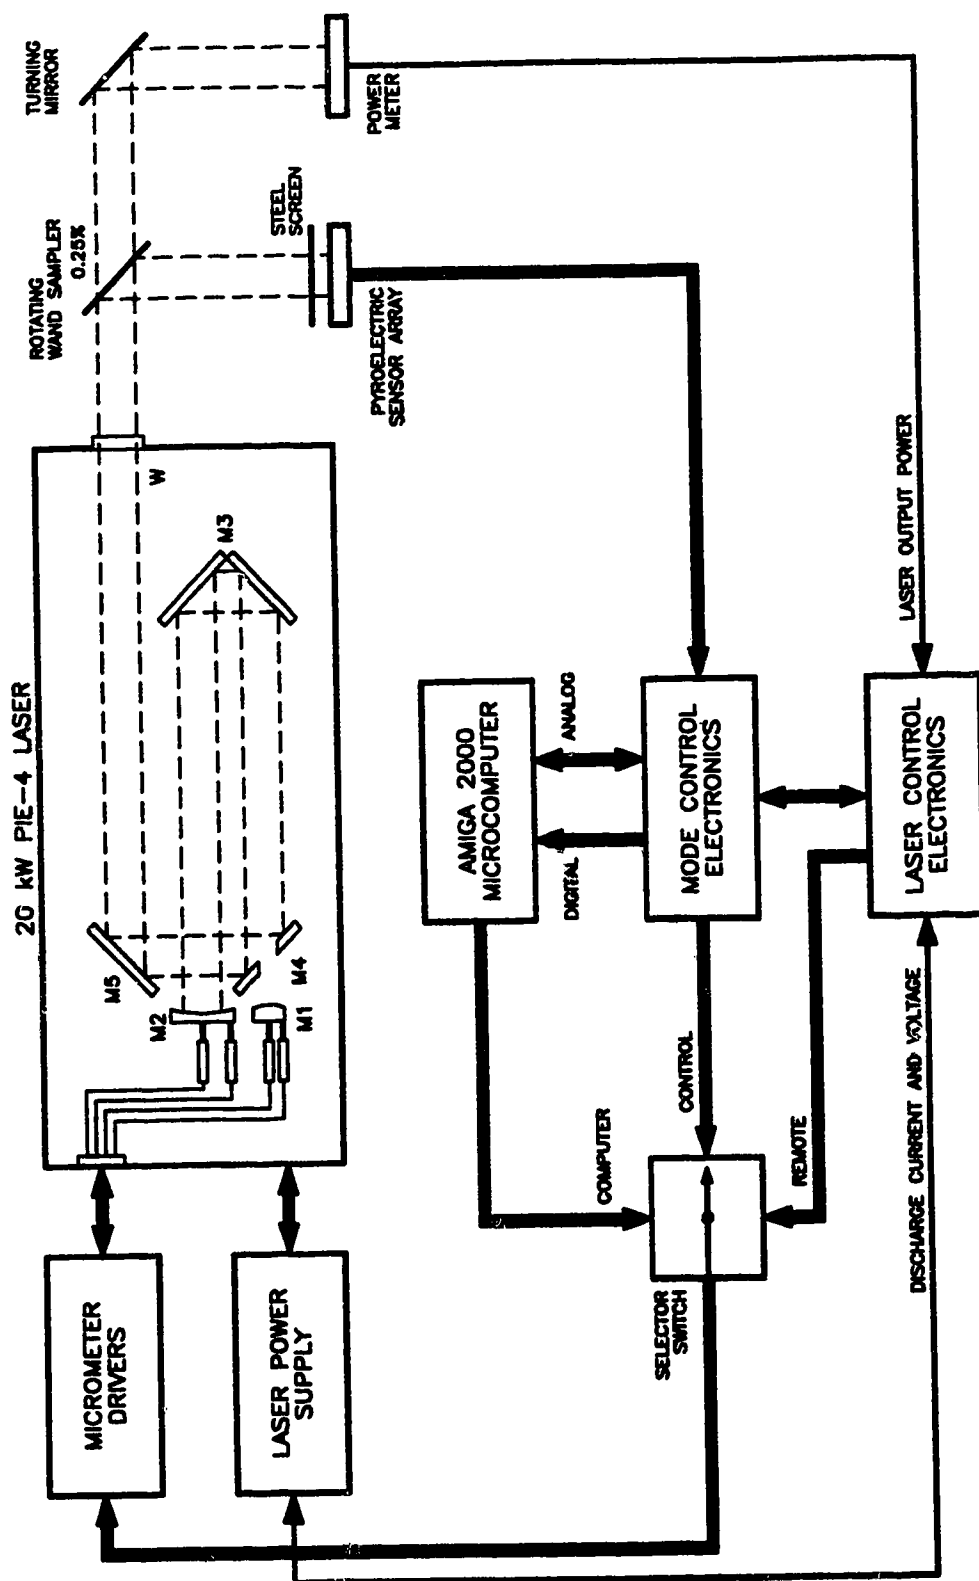 20 kW PIE-4 LASER
TURNING
MIRROR
ROTATING
WAND SAMPLER
0.25%
STEEL
SCREEN
POWER
METER
PYROELECTRIC
SENSOR ARRAY
W
M3
M5
M4
M2
M1
MICROMETER
DRIVERS
LASER POWER
SUPPLY
AMIGA 2000
MICROCOMPUTER
DIGITAL
ANALOG
MODE CONTROL
ELECTRONICS
LASER CONTROL
ELECTRONICS
COMPUTER
CONTROL
REMOTE
SELECTOR
SWITCH
LASER OUTPUT POWER
DISCHARGE CURRENT AND VOLTAGE